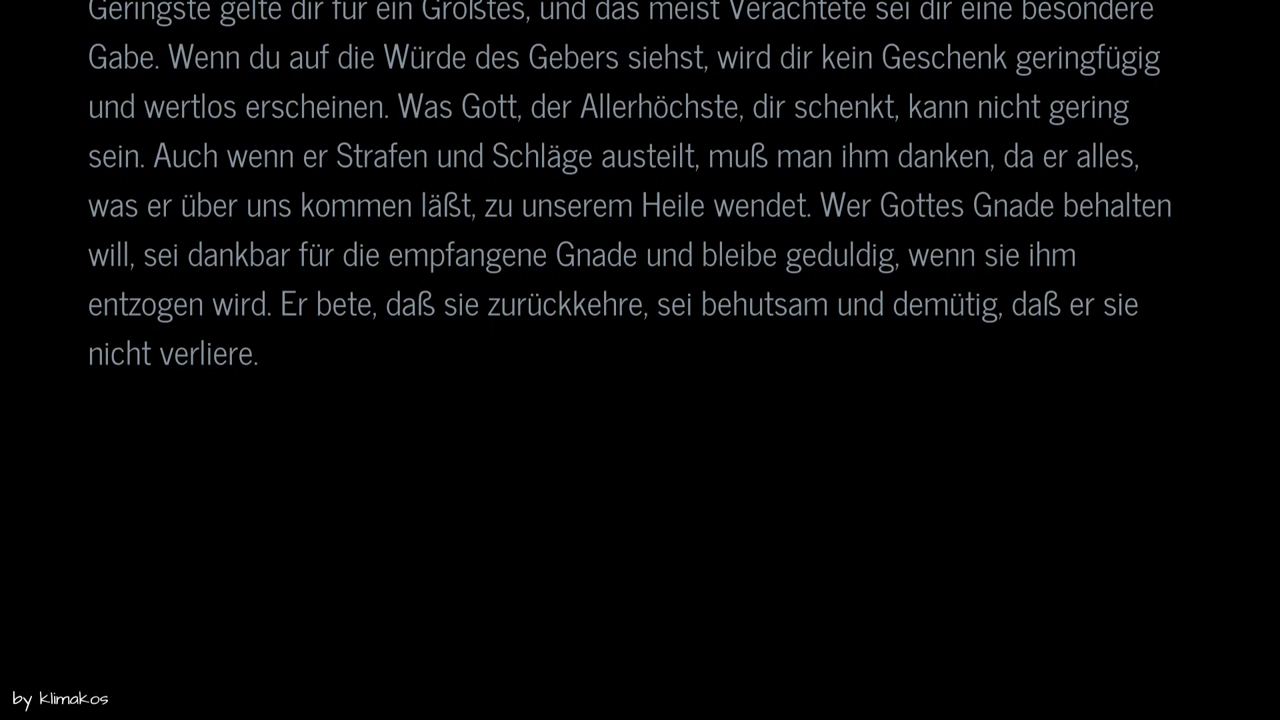 Geringste gelte dir für ein Größtes, und das meist Verachtete sei dir eine besondere
Gabe. Wenn du auf die Würde des Gebers siehst, wird dir kein Geschenk geringfügig
und wertlos erscheinen. Was Gott, der Allerhöchste, dir schenkt, kann nicht gering
sein. Auch wenn er Strafen und Schläge austeilt, muß man ihm danken, da er alles,
was er über uns kommen läßt, zu unserem Heile wendet. Wer Gottes Gnade behalten
will, sei dankbar für die empfangene Gnade und bleibe geduldig, wenn sie ihm
entzogen wird. Er bete, daß sie zurückkehre, sei behutsam und demütig, daß er sie
nicht verliere.
by klimakos